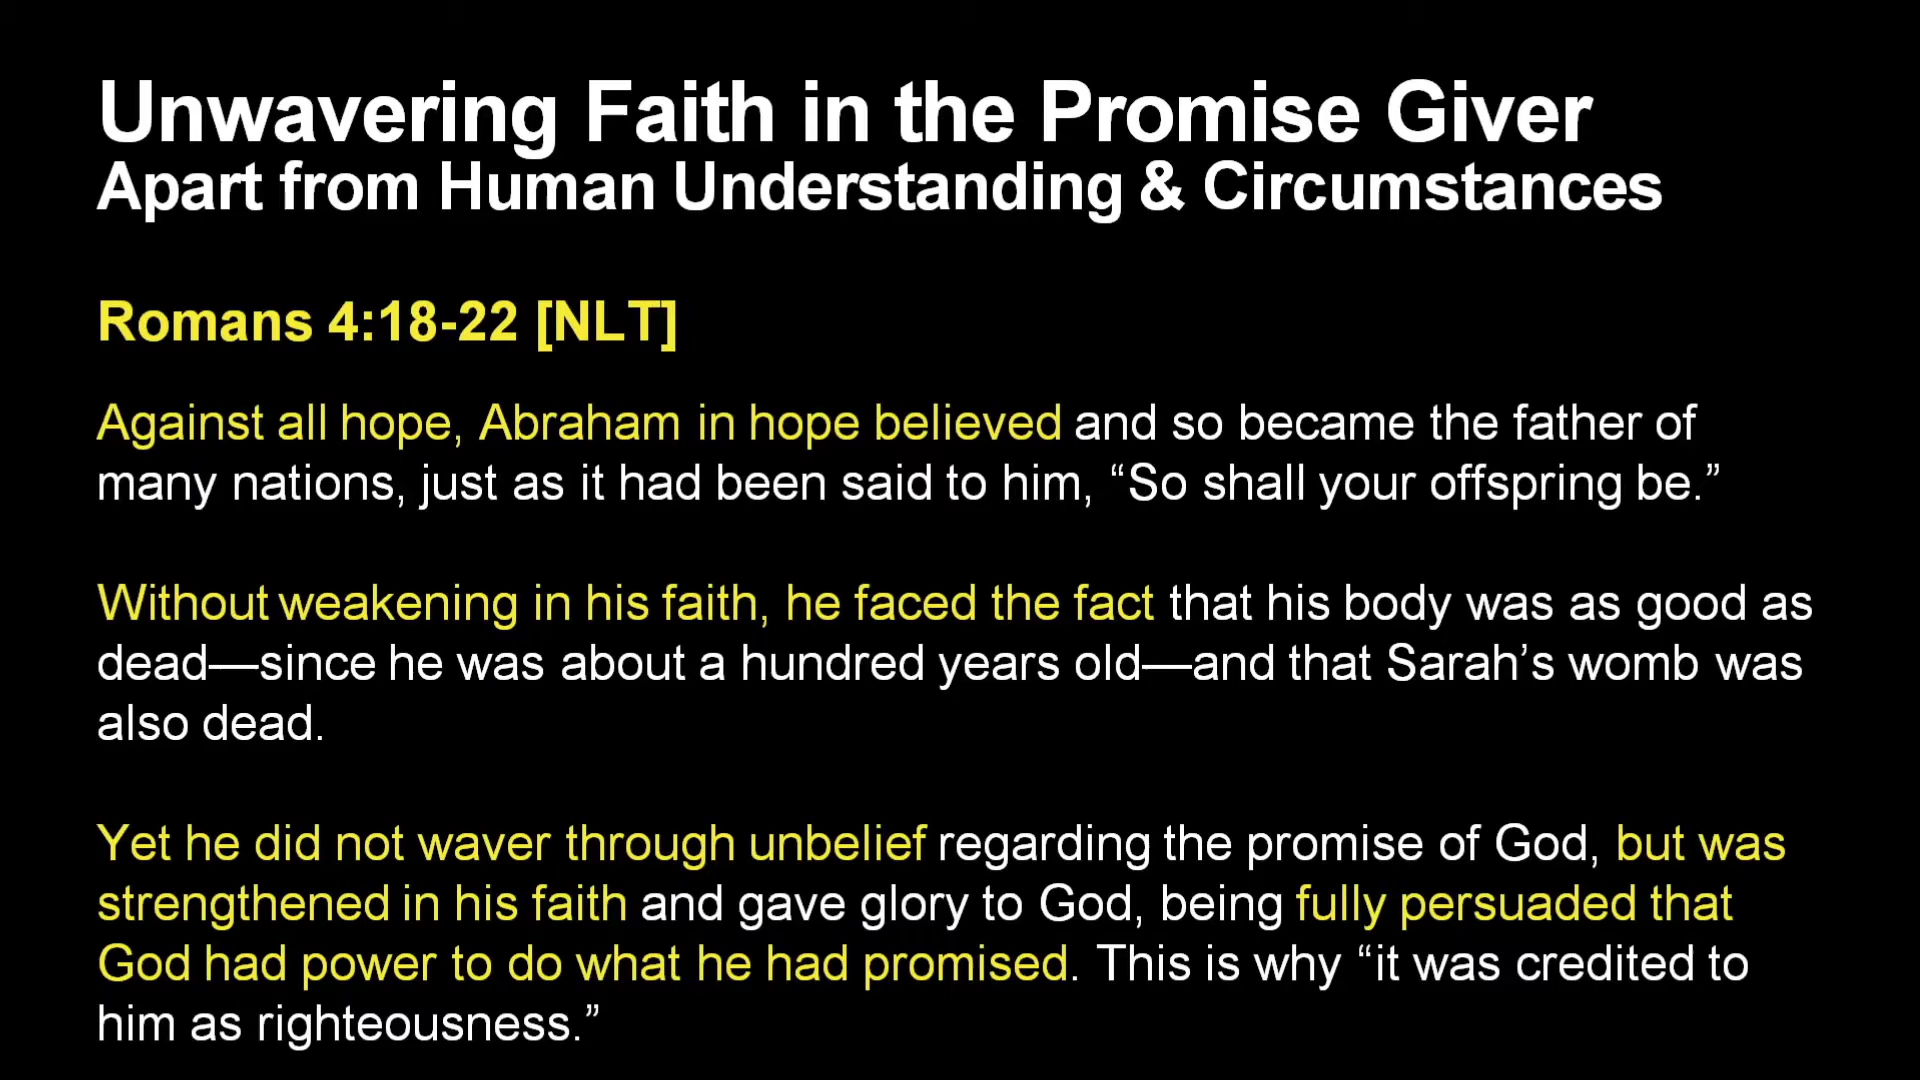 Unwavering Faith in the Promise Giver
Apart from Human Understanding & Circumstances
Romans 4:18-22 [NLT]
Against all hope, Abraham in hope believed and so became the father of
many nations, just as it had been said to him, “So shall your offspring be.”
Without weakening in his faith, he faced the fact that his body was as good as
dead—since he was about a hundred years old—and that Sarah’s womb was
also dead.
Yet he did not waver through unbelief regarding the promise of God, but was
strengthened in his faith and gave glory to God, being fully persuaded that
God had power to do what he had promised. This is why “it was credited to
him as righteousness.”